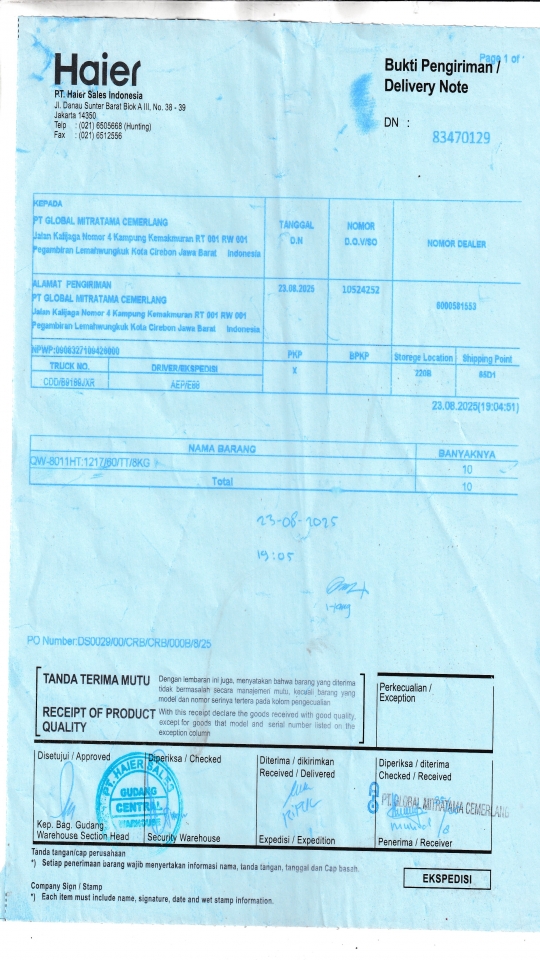 Haier
PT. Haier Sales Indonesia
Jl. Danau Sunter Barat Blok A III, No. 38 - 39
Jakarta 14350
Telp : (021) 6505668 (Hunting)
Fax : (021) 6512556
Page 1 of
Bukti Pengiriman /
Delivery Note
DN :
83470129
KEPADA
PT GLOBAL MITRATAMA CEMERLANG
Jalan Kalijaga Nomor 4 Kampung Kemakmuran RT 001 RW 001
Pegambiran Lemahwungkuk Kota Cirebon Jawa Barat Indonesia
TANGGAL
D.N
NOMOR
D.O./SO
NOMOR DEALER
ALAMAT PENGIRIMAN
PT GLOBAL MITRATAMA CEMERLANG
Jalan Kalijaga Nomor 4 Kampung Kemakmuran RT 001 RW 001
Pegambiran Lemahwungkuk Kota Cirebon Jawa Barat Indonesia
23.08.2025
10524252
NPWP:
PKP
BPKP
Storege Location
Shipping Point
TRUCK NO.
DRIVER/EKSPEDISI
X
220B
85D1
23.08.2025(19:04:51)
NAMA BARANG
BANYAKNYA
QW-8011HT:1217/60/TT/8KG
10
Total
10
23-08-2025
19:05
PO Number:DS0029/00/CRB/CRB/000B/8/25
TANDA TERIMA MUTU
Dengan lembaran ini juga, menyatakan bahwa barang yang diterima
tidak bermasalah secara manajemeri mutu, kecuali barang yang
model dan nomor serinya tertera pada kolom pengecualian
RECEIPT OF PRODUCT
QUALITY
With this receipt declare the goods received with good quality,
except for goods that model and serial number listed on the
exception column
Perkecualian /
Exception
Disetujui / Approved
Diperiksa / Checked
Diterima / dikirimkan
Received / Delivered
Diperiksa / diterima
Checked / Received
PT. HAIER SALES
GUDANG
CENTRAL
PT. GLOBAL MITRATAMA CEMERLANG
Kep. Bag. Gudang
Warehouse Section Head
Security Warehouse
Expedisi / Expedition
Penerima / Receiver
Tanda tangan/cap perusahaan
*) Setiap penerimaan barang wajib menyertakan informasi nama, tanda tangan, tanggal dan Cap basah.
EKSPEDISI
Company Sign / Stamp
*) Each item must include name, signature, date and wet stamp information.